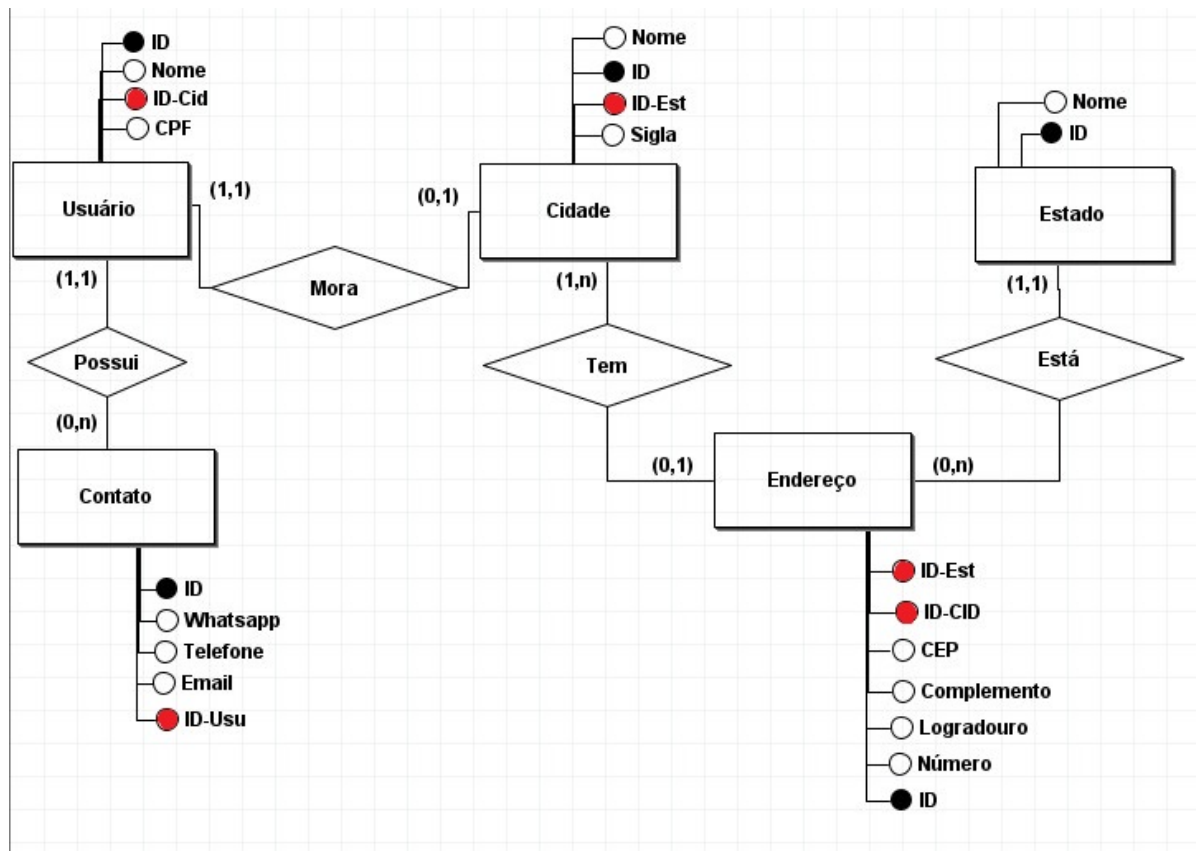 ID
Nome
ID-Cid
CPF
Usuário
(1,1)
(1,1)
Mora
(0,1)
Nome
ID
ID-Est
Sigla
Cidade
(1,n)
Nome
ID
Estado
(1,1)
Possui
(0,n)
Tem
(0,1)
Está
(0,n)
Contato
ID
Whatsapp
Telefone
Email
ID-Usu
Endereço
ID-Est
ID-CID
CEP
Complemento
Logradouro
Número
ID